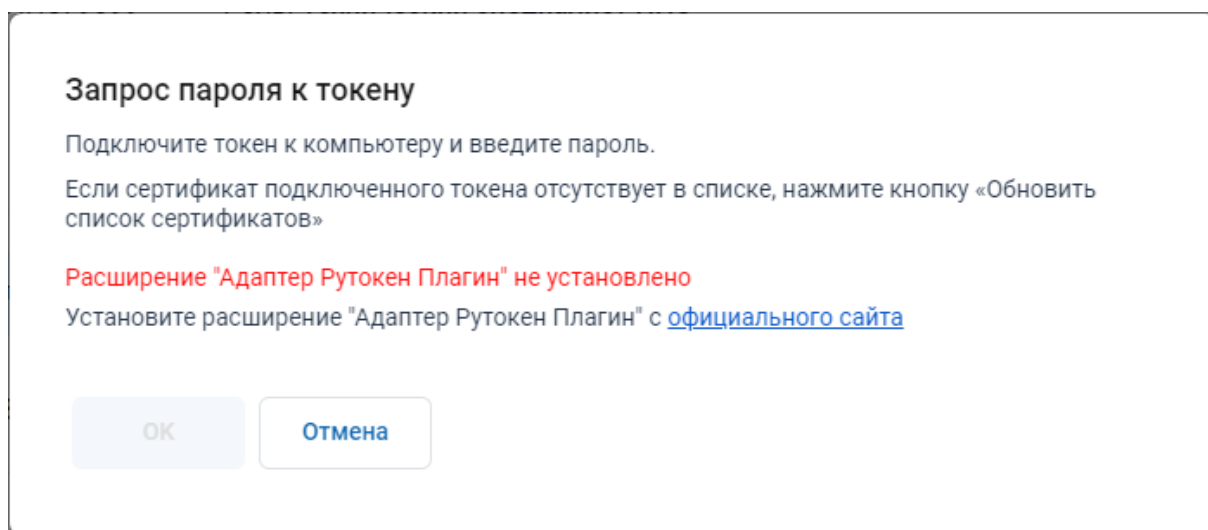 Запрос пароля к токену
Подключите токен к компьютеру и введите пароль.
Если сертификат подключенного токена отсутствует в списке, нажмите кнопку «Обновить
список сертификатов»
Расширение "Адаптер Рутокен Плагин" не установлено
Установите расширение "Адаптер Рутокен Плагин" с официального сайта
ОК Отмена